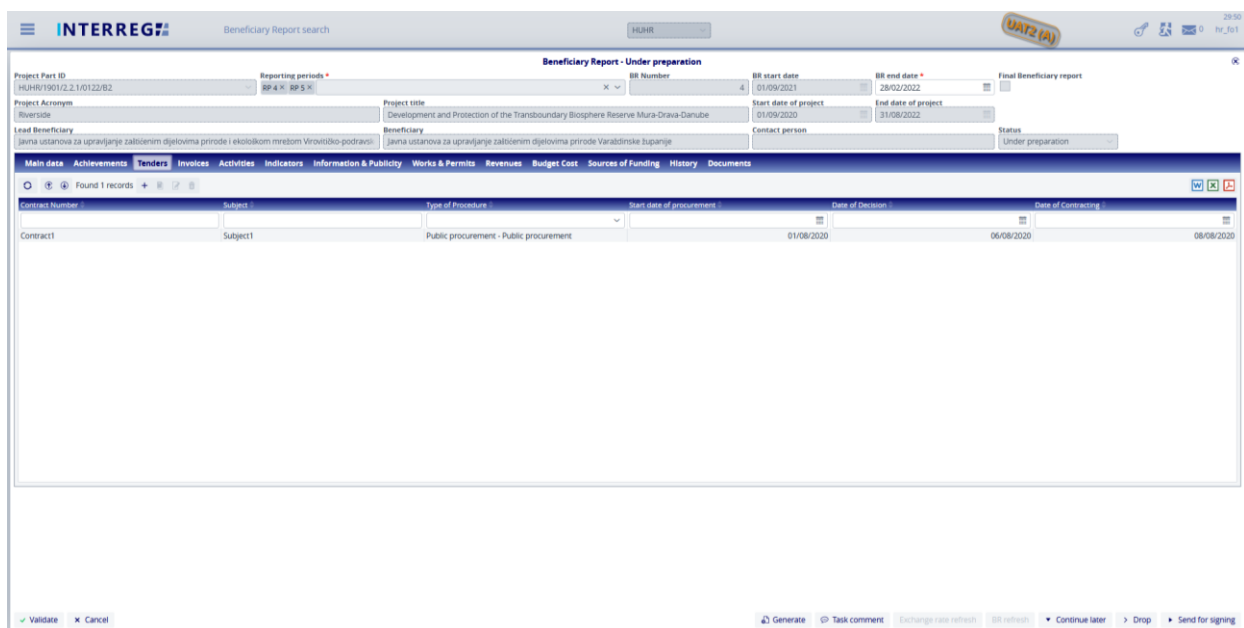 INTERREG
Beneficiary Report search
HUHR
UAT2 (A)
0
29:50
hr_fo1
Beneficiary Report - Under preparation
Project Part ID Reporting periods * BR Number BR start date BR end date * Final Beneficiary report
HUHR/1901/2.2.1/0122/B2 RP 4 × RP 5 × 4 01/09/2021 28/02/2022
Project Acronym Project title Start date of project End date of project
Riverside Development and Protection of the Transboundary Biosphere Reserve Mura-Drava-Danube 01/09/2020 31/08/2022
Lead Beneficiary Beneficiary Contact person Status
Javna ustanova za upravljanje zaštićenim dijelovima prirode i ekološkom mrežom Virovitičko-podravsk Javna ustanova za upravljanje zaštićenim dijelovima prirode Varaždinske županije Under preparation
Main data Achievements Tenders Invoices Activities Indicators Information & Publicity Works & Permits Revenues Budget Cost Sources of Funding History Documents
Found 1 records
Contract Number Subject Type of Procedure Start date of procurement Date of Decision Date of Contracting
Contract1 Subject1 Public procurement - Public procurement 01/08/2020 06/08/2020 08/08/2020
Validate Cancel Generate Task comment Exchange rate refresh BR refresh Continue later Drop Send for signing